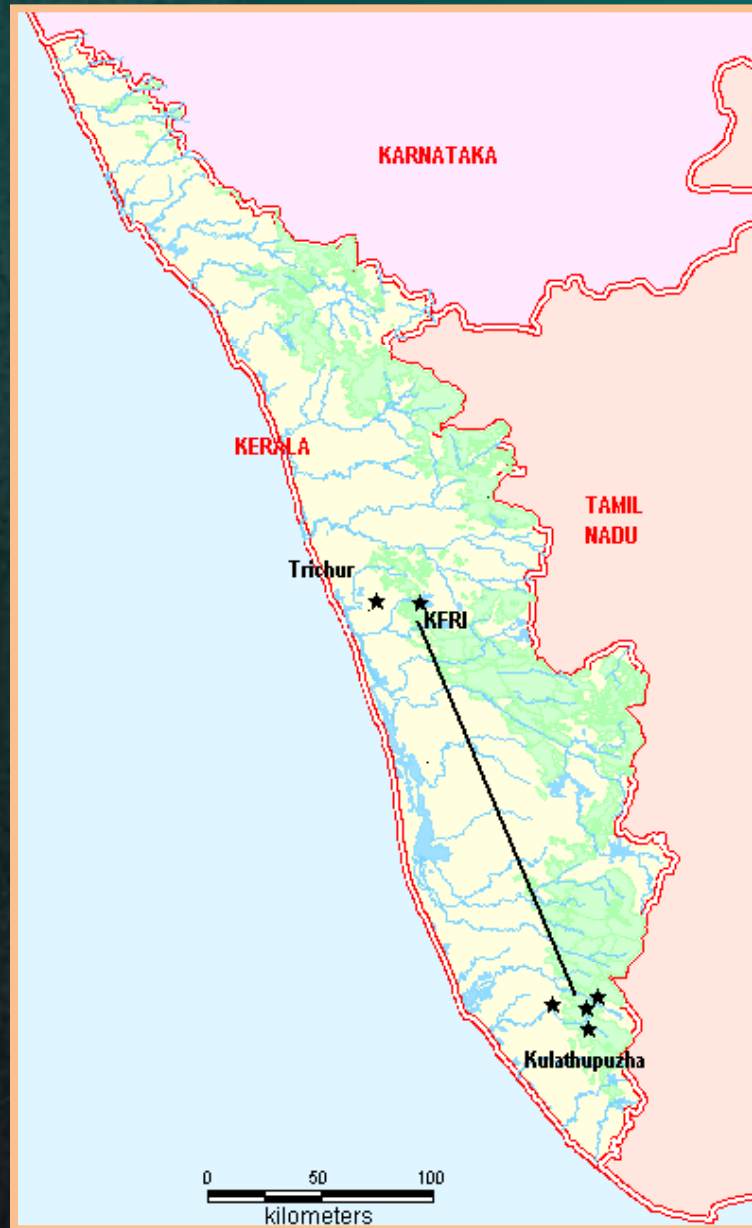 KARNATAKA
KERALA
TAMIL
NADU
Trichur
KFRI
Kulathupuzha
0 50 100
kilometers